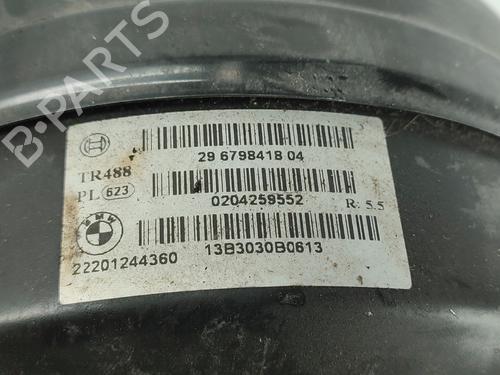 B-PARTS
29 6798418 04
TR488
PL 623
0204259552
R: 5.5
BMW
13B3030B0613
22201244360